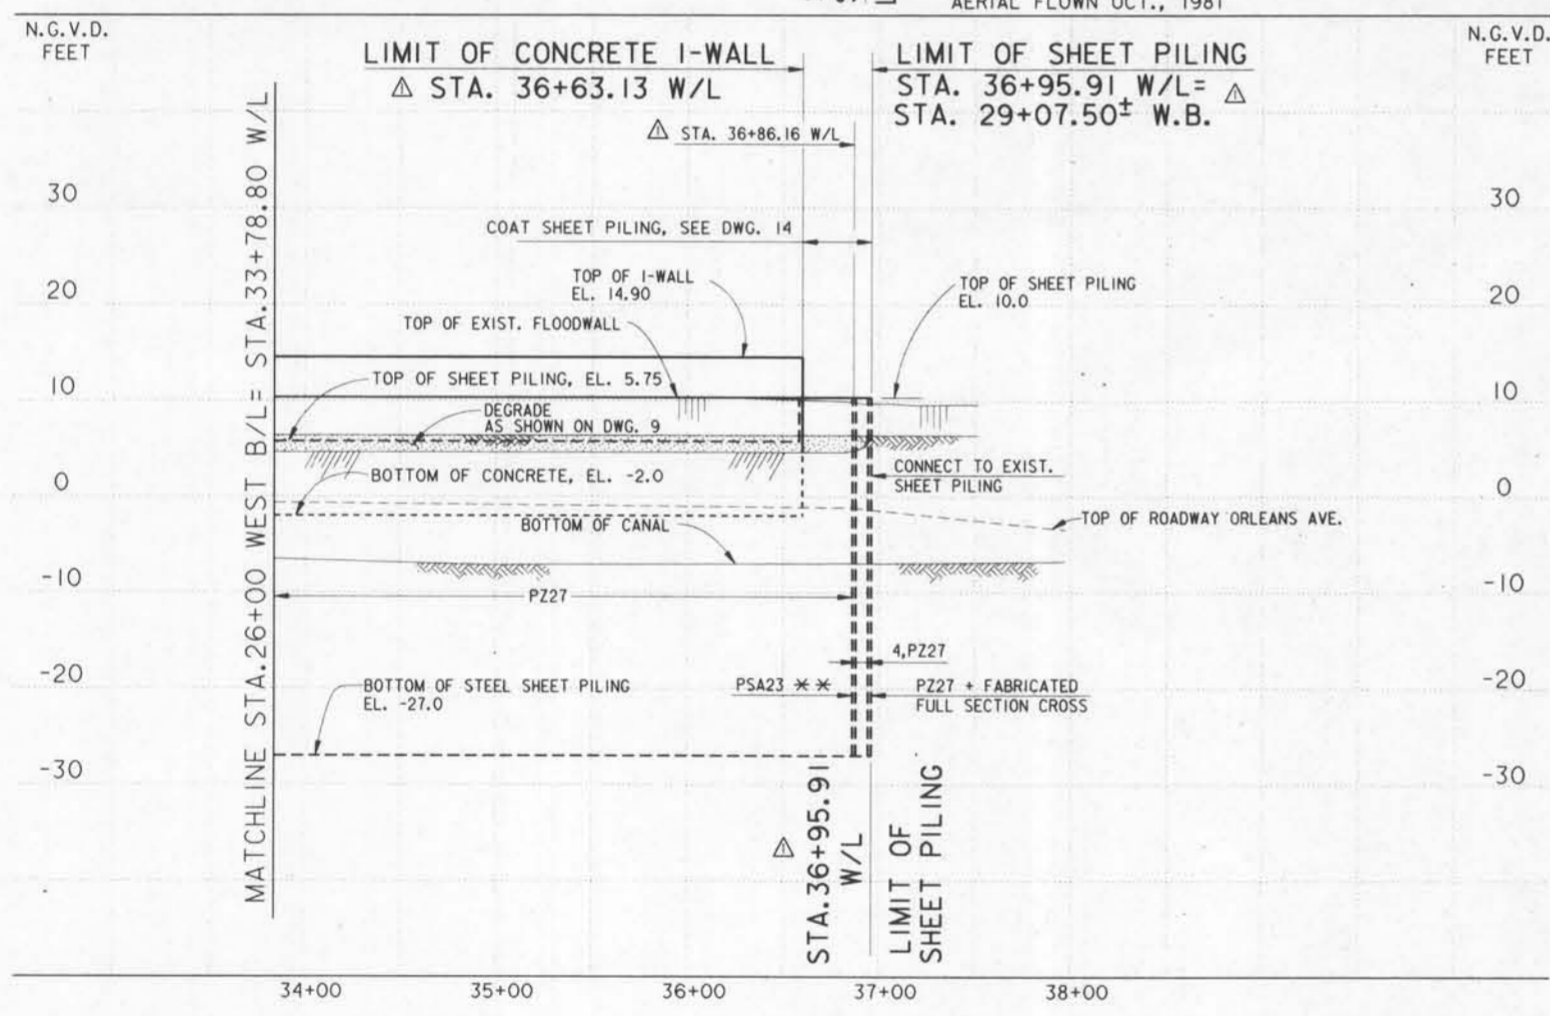 AERIAL FLOWN OCT., 1981
N.G.V.D.
FEET
N.G.V.D.
FEET
LIMIT OF CONCRETE I-WALL
⚠ STA. 36+63.13 W/L
LIMIT OF SHEET PILING
STA. 36+95.91 W/L= ⚠
STA. 29+07.50± W.B.
⚠ STA. 36+86.16 W/L
MATCHLINE STA.26+00 WEST B/L= STA.33+78.80 W/L
30
30
COAT SHEET PILING, SEE DWG. 14
TOP OF I-WALL
EL. 14.90
TOP OF SHEET PILING
EL. 10.0
20
20
TOP OF EXIST. FLOODWALL
TOP OF SHEET PILING, EL. 5.75
10
10
DEGRADE
AS SHOWN ON DWG. 9
BOTTOM OF CONCRETE, EL. -2.0
CONNECT TO EXIST.
SHEET PILING
0
0
BOTTOM OF CANAL
TOP OF ROADWAY ORLEANS AVE.
-10
-10
PZ27
4,PZ27
BOTTOM OF STEEL SHEET PILING
EL. -27.0
PSA23 **
PZ27 + FABRICATED
FULL SECTION CROSS
-20
-20
-30
-30
⚠ STA.36+95.91
W/L
LIMIT OF
SHEET PILING
34+00
35+00
36+00
37+00
38+00